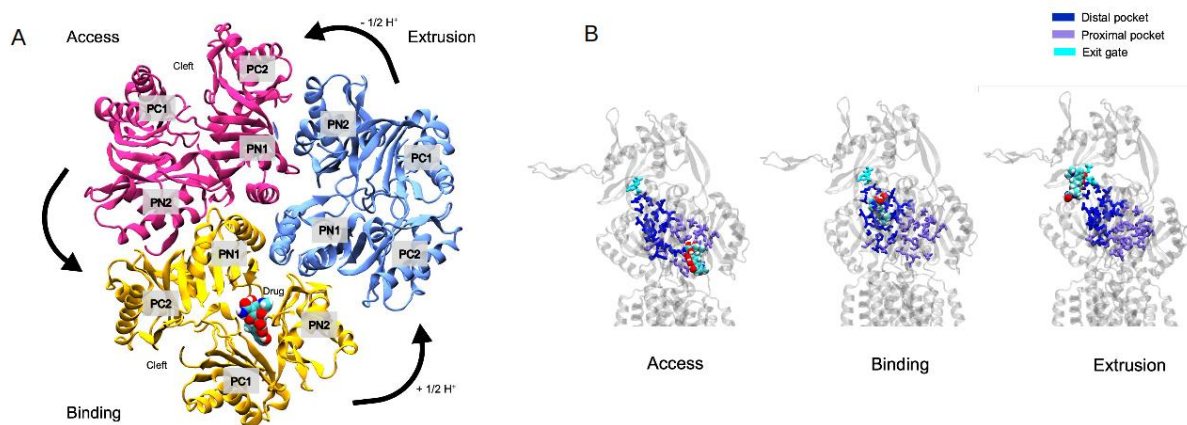 A
Access
Cleft
PC2
- 1/2 H⁺
Extrusion
PC1
PN1
PN2
PN2
PC1
PN1
PC2
PN1
Drug
PC2
PN2
Cleft
PC1
Binding
+ 1/2 H⁺
B
Distal pocket
Proximal pocket
Exit gate
Access
Binding
Extrusion